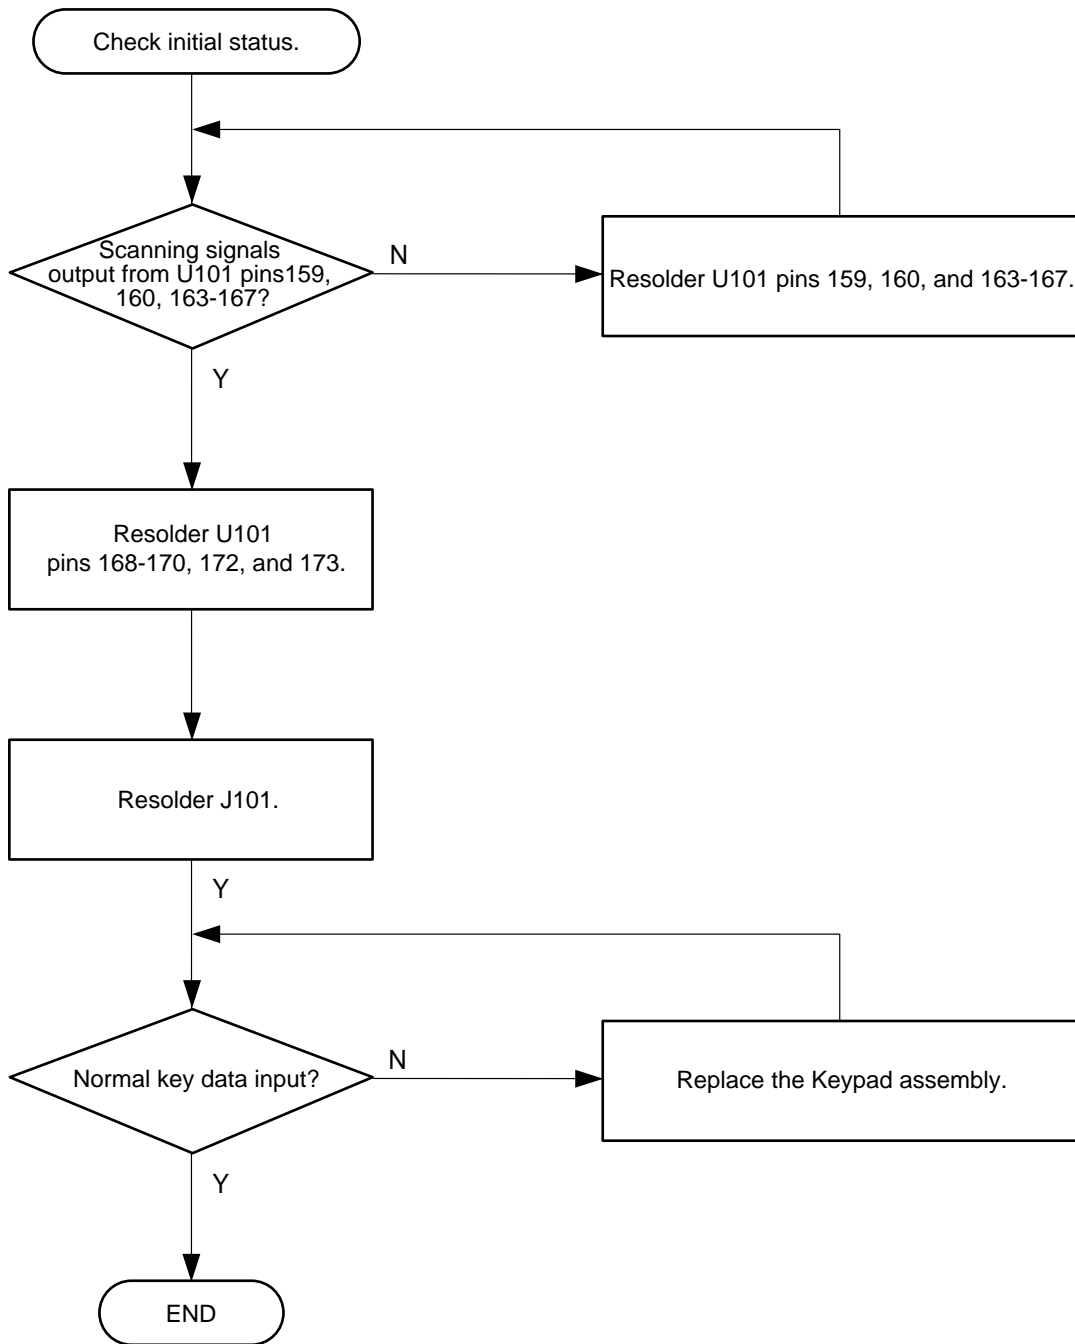 Check initial status.
Scanning signals
output from U101 pins159,
160, 163-167?
N
Resolder U101 pins 159, 160, and 163-167.
Y
Resolder U101
pins 168-170, 172, and 173.
Resolder J101.
Y
Normal key data input?
N
Replace the Keypad assembly.
Y
END